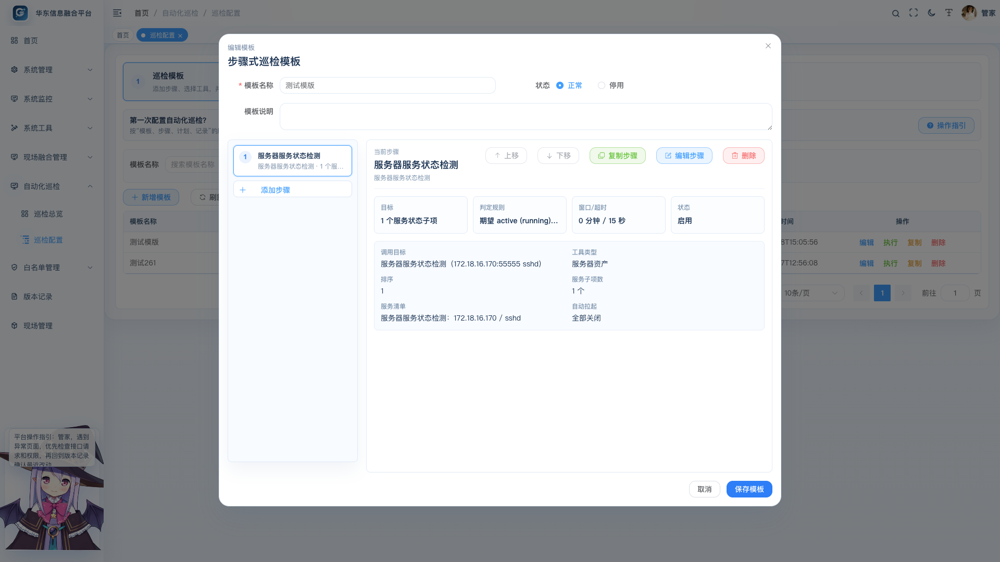 华东信息融合平台
首页 / 自动化巡检 / 巡检配置
管家
首页
巡检配置
首页
系统管理
系统监控
系统工具
现场融合管理
自动化巡检
巡检总览
巡检配置
白名单管理
版本记录
现场管理
平台操作指引：管家，遇到
异常页面，优先检查接口请
求和权限，再回到版本记录
确认最近改动
1
巡检模板
添加步骤、选择工具，并
第一次配置自动化巡检?
按“模板、步骤、计划、记录”的
操作指引
模板名称
搜索模板名称
新增模板
刷新
模板名称
时间
操作
测试模版
8T15:05:56
编辑 执行 复制 删除
测试261
7T12:56:08
编辑 执行 复制 删除
10条/页
1
前往 1 页
编辑模板
步骤式巡检模板
* 模板名称
测试模版
状态
正常
停用
模板说明
1
服务器服务状态检测
服务器服务状态检测 · 1 个服...
添加步骤
当前步骤
服务器服务状态检测
服务器服务状态检测
上移
下移
复制步骤
编辑步骤
删除
目标
1 个服务状态子项
判定规则
期望 active (running)...
窗口/超时
0 分钟 / 15 秒
状态
启用
调用目标
服务器服务状态检测（172.18.16.170:55555 sshd）
工具类型
服务器资产
排序
1
服务子项数
1 个
服务清单
服务器服务状态检测：172.18.16.170 / sshd
自动拉起
全部关闭
取消
保存模板